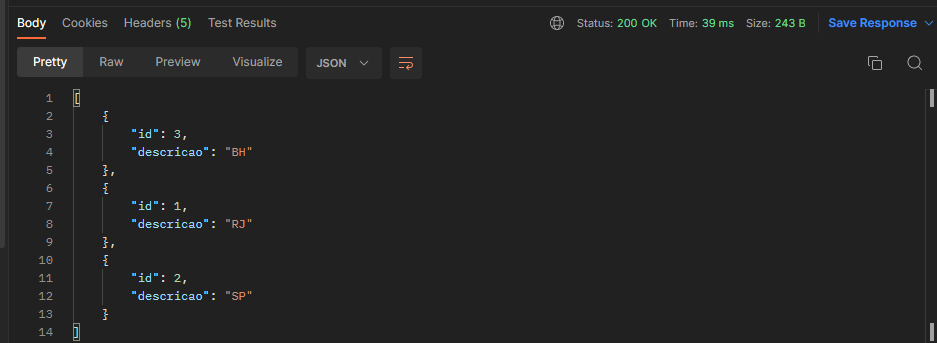 Body Cookies Headers (5) Test Results Status: 200 OK Time: 39 ms Size: 243 B Save Response
Pretty Raw Preview Visualize JSON
1 [
2 {
3 "id": 3,
4 "descricao": "BH"
5 },
6 {
7 "id": 1,
8 "descricao": "RJ"
9 },
10 {
11 "id": 2,
12 "descricao": "SP"
13 }
14 ]